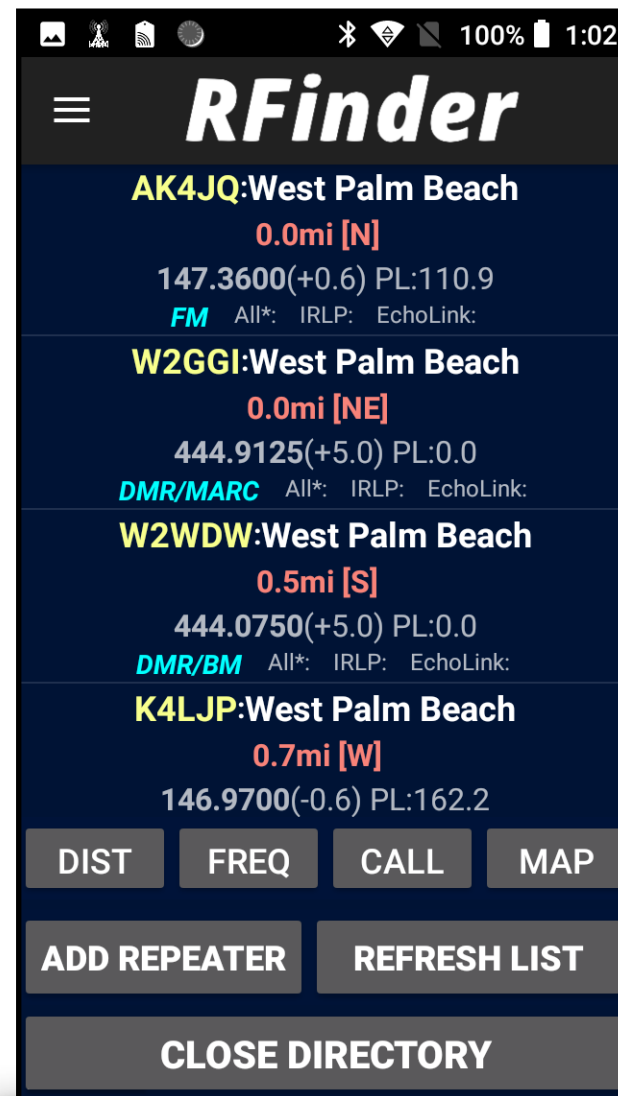 100% 1:02
RFinder
AK4JQ:West Palm Beach
0.0mi [N]
147.3600(+0.6) PL:110.9
FM All*: IRLP: EchoLink:
W2GGI:West Palm Beach
0.0mi [NE]
444.9125(+5.0) PL:0.0
DMR/MARC All*: IRLP: EchoLink:
W2WDW:West Palm Beach
0.5mi [S]
444.0750(+5.0) PL:0.0
DMR/BM All*: IRLP: EchoLink:
K4LJP:West Palm Beach
0.7mi [W]
146.9700(-0.6) PL:162.2
DIST FREQ CALL MAP
ADD REPEATER REFRESH LIST
CLOSE DIRECTORY